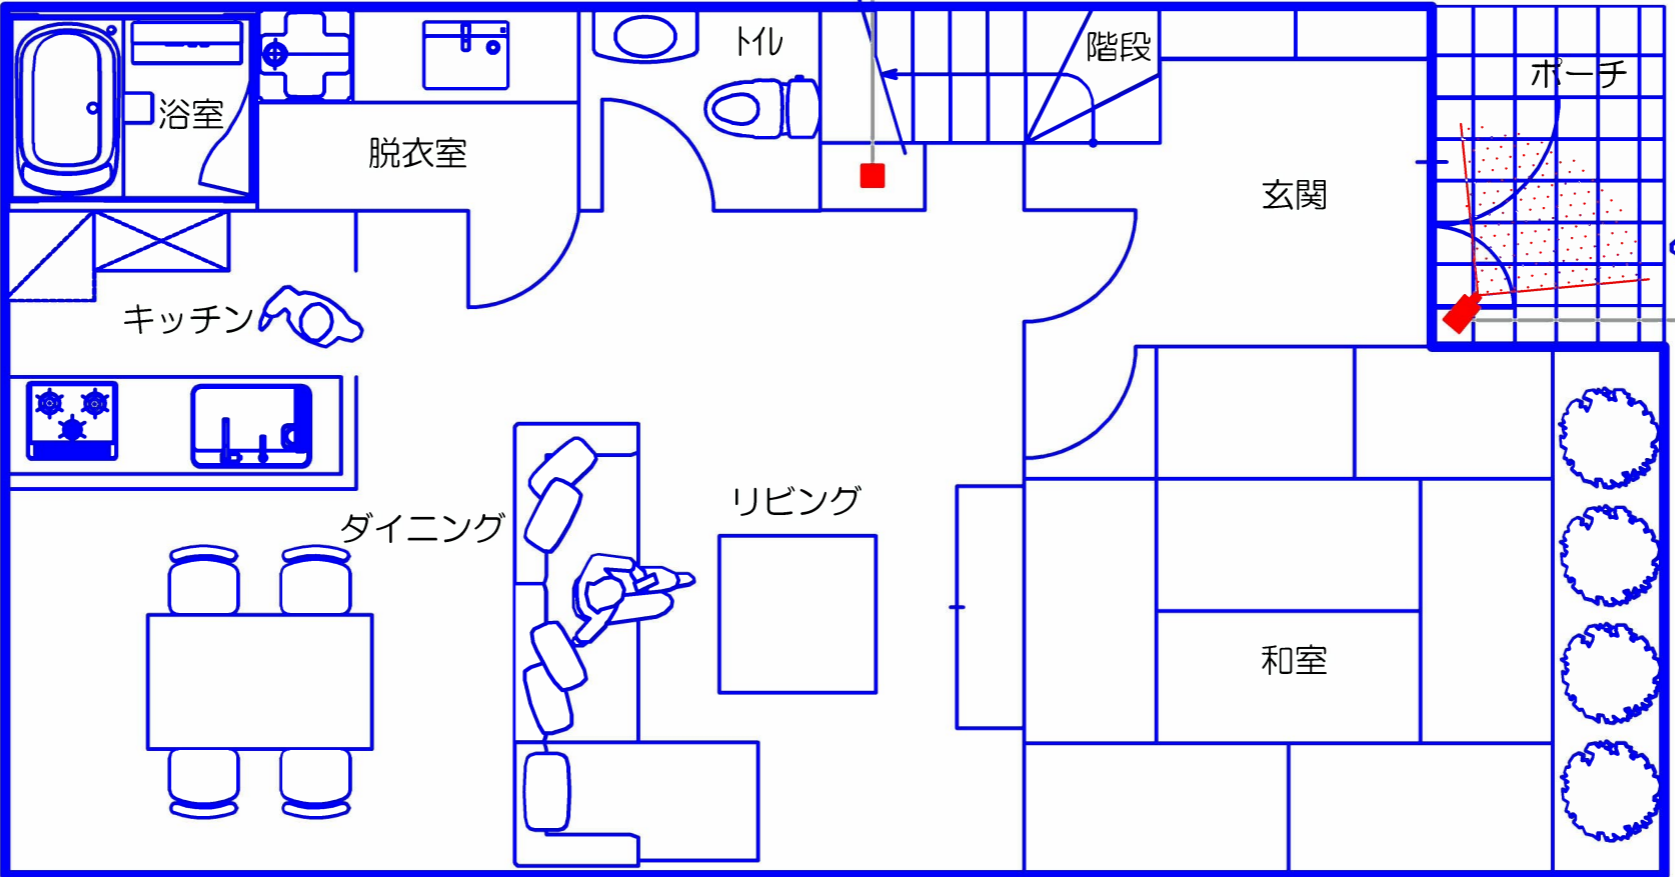 トイレ
階段
ポーチ
浴室
脱衣室
玄関
キッチン
リビング
ダイニング
和室